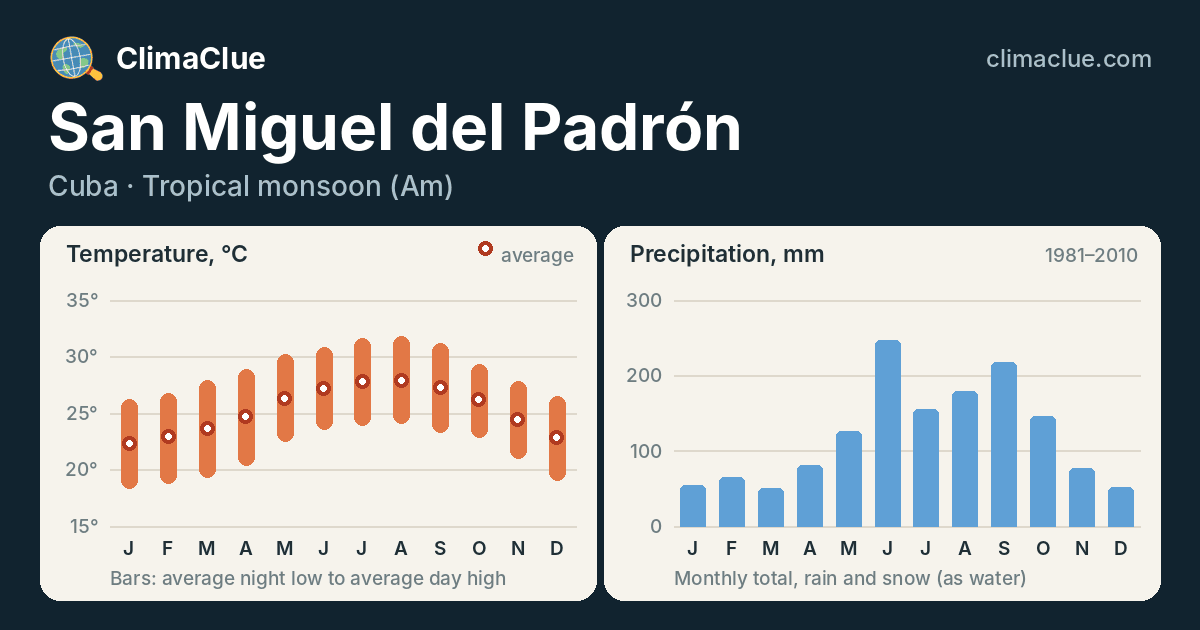 ClimaClue
climaclue.com
San Miguel del Padrón
Cuba · Tropical monsoon (Am)
Temperature, °C
average
35°
30°
25°
20°
15°
J F M A M J J A S O N D
Bars: average night low to average day high
Precipitation, mm
1981–2010
300
200
100
0
J F M A M J J A S O N D
Monthly total, rain and snow (as water)